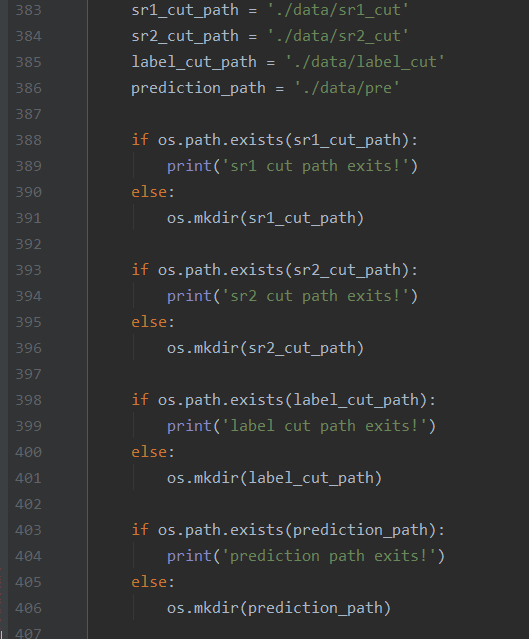 383 sr1_cut_path = './data/sr1_cut'
384 sr2_cut_path = './data/sr2_cut'
385 label_cut_path = './data/label_cut'
386 prediction_path = './data/pre'
387
388 if os.path.exists(sr1_cut_path):
389 print('sr1 cut path exits!')
390 else:
391 os.mkdir(sr1_cut_path)
392
393 if os.path.exists(sr2_cut_path):
394 print('sr2 cut path exits!')
395 else:
396 os.mkdir(sr2_cut_path)
397
398 if os.path.exists(label_cut_path):
399 print('label cut path exits!')
400 else:
401 os.mkdir(label_cut_path)
402
403 if os.path.exists(prediction_path):
404 print('prediction path exits!')
405 else:
406 os.mkdir(prediction_path)
407